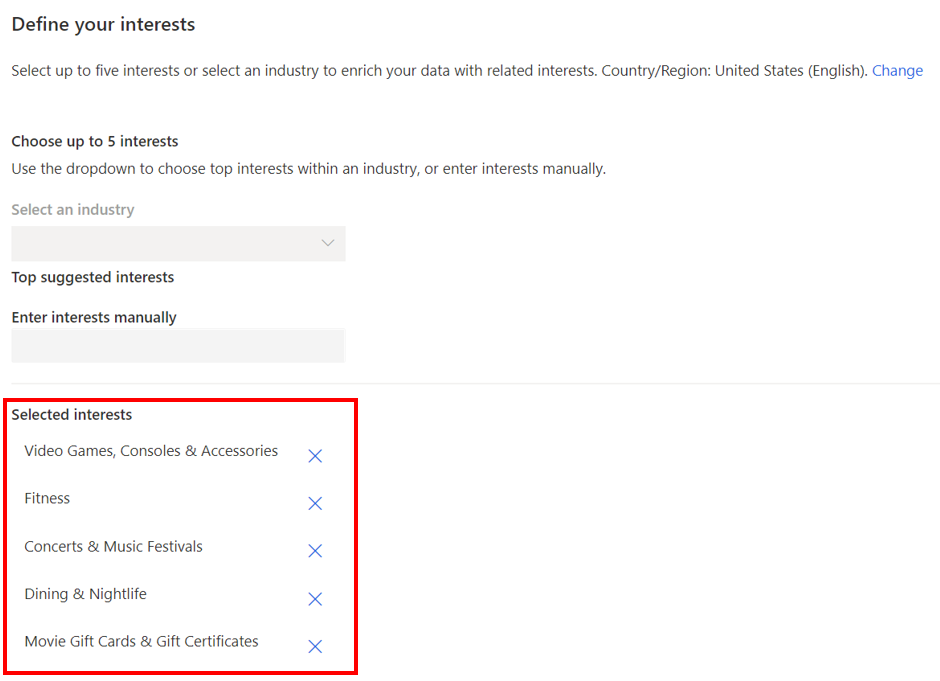 Define your interests
Select up to five interests or select an industry to enrich your data with related interests. Country/Region: United States (English). Change
Choose up to 5 interests
Use the dropdown to choose top interests within an industry, or enter interests manually.
Select an industry
Top suggested interests
Enter interests manually
Selected interests
Video Games, Consoles & Accessories
Fitness
Concerts & Music Festivals
Dining & Nightlife
Movie Gift Cards & Gift Certificates